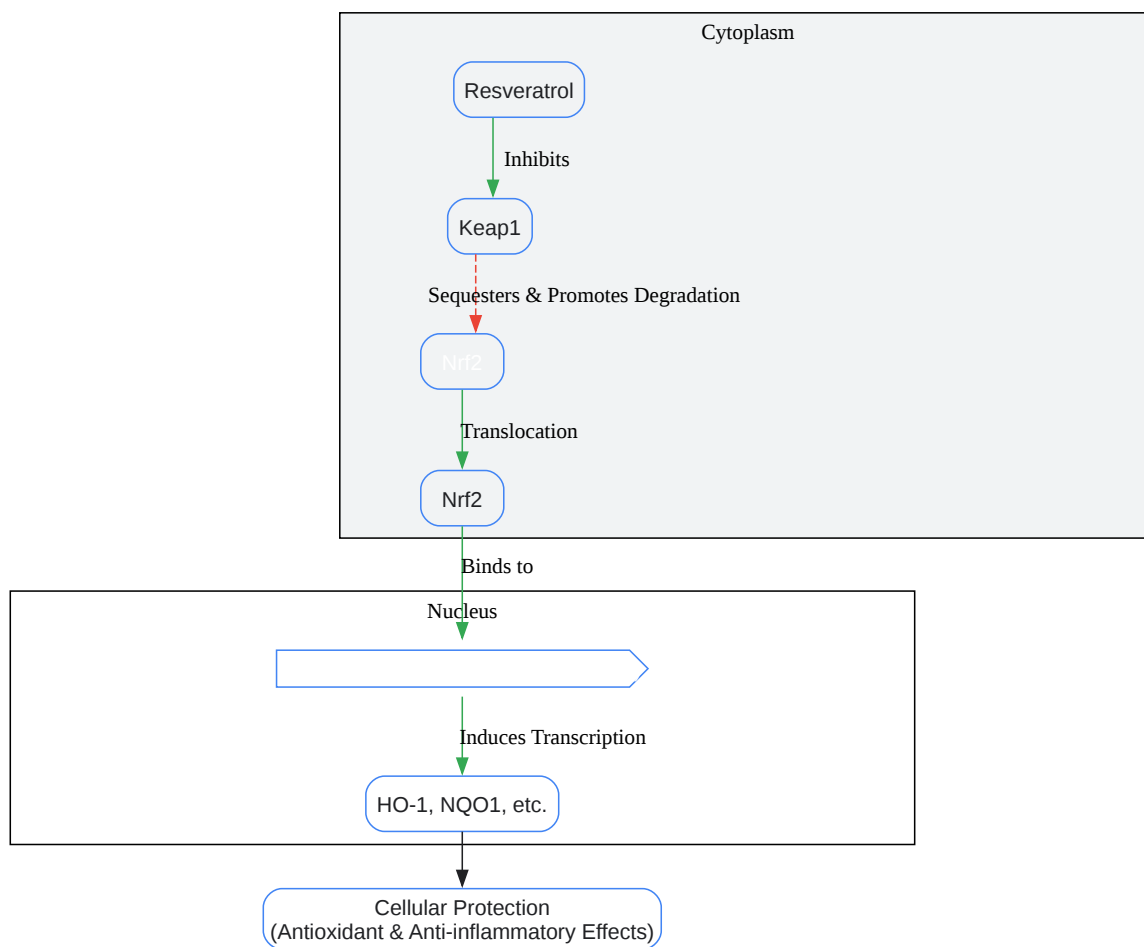 Cytoplasm
Resveratrol
Inhibits
Keap1
Sequesters & Promotes Degradation
Nrf2
Translocation
Nrf2
Binds to
Nucleus
Induces Transcription
HO-1, NQO1, etc.
Cellular Protection
(Antioxidant & Anti-inflammatory Effects)